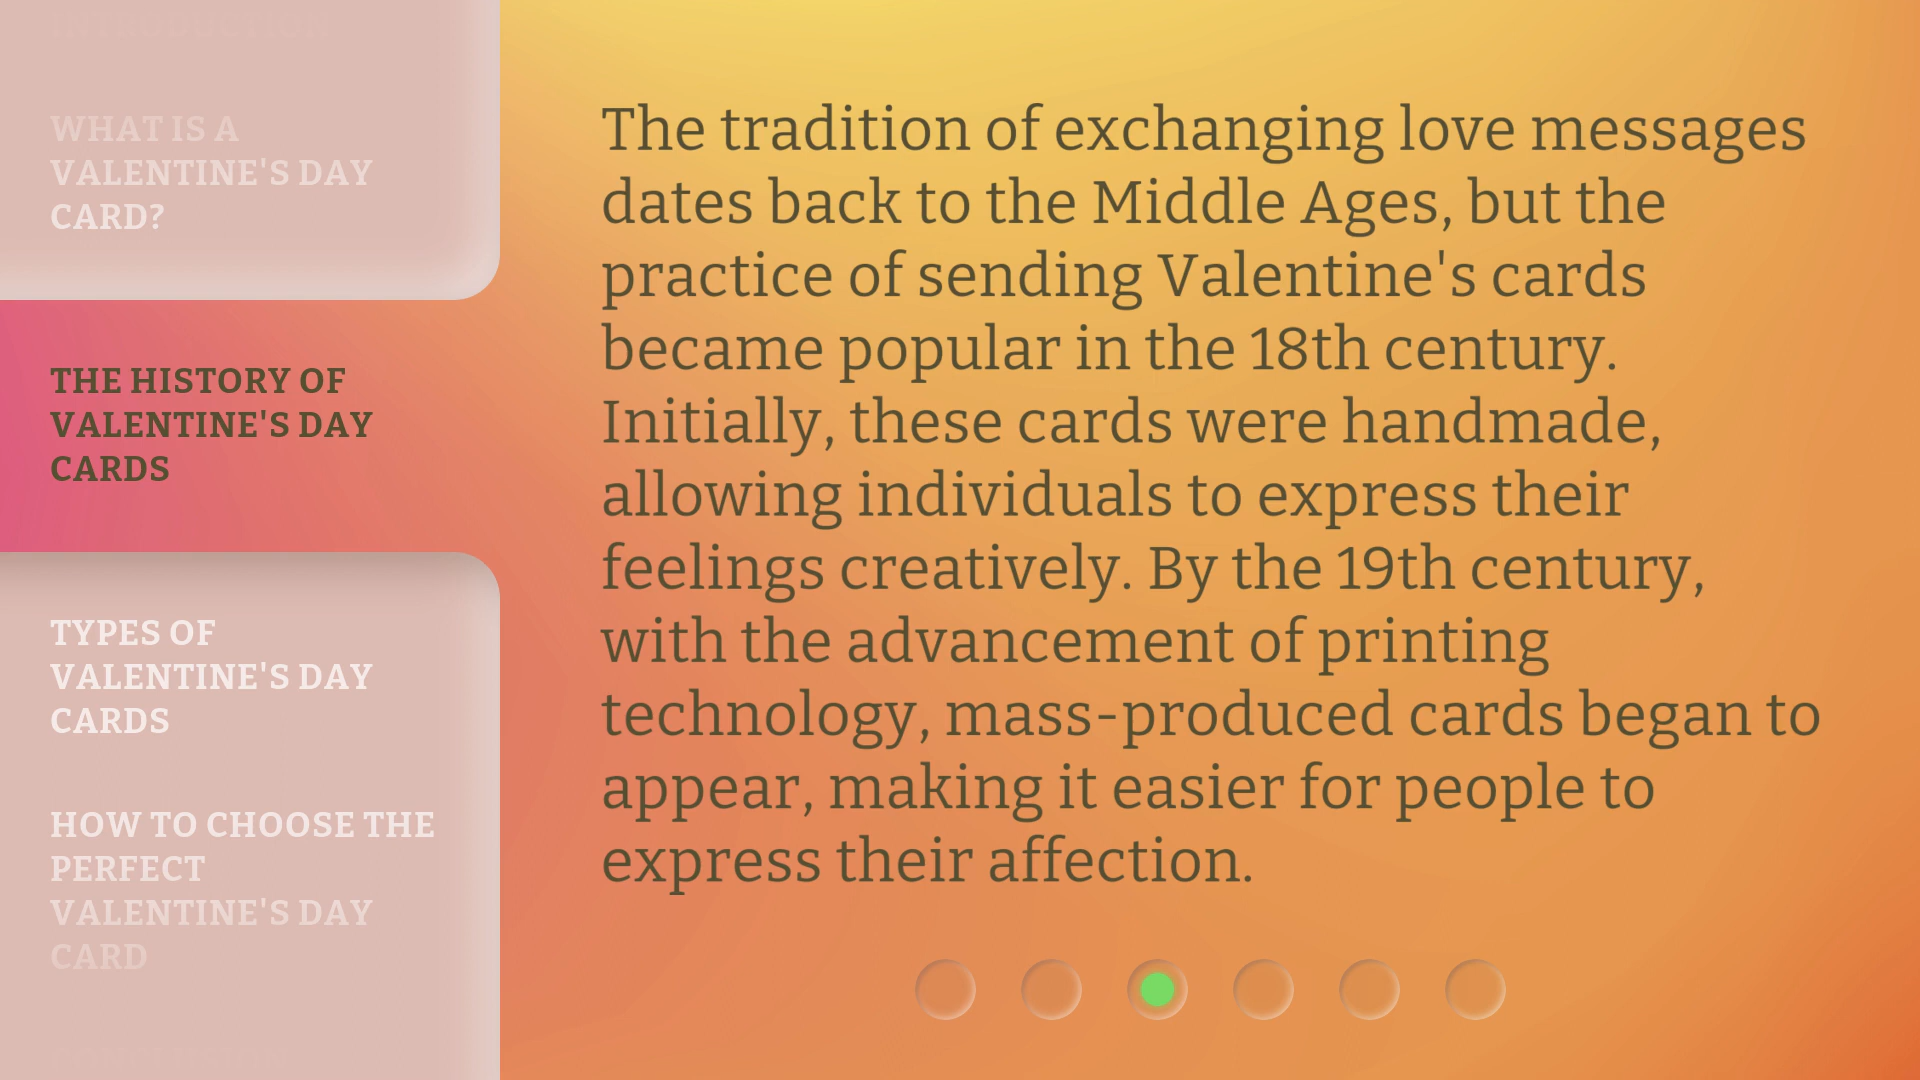 INTRODUCTION
WHAT IS A
VALENTINE'S DAY
CARD?
THE HISTORY OF
VALENTINE'S DAY
CARDS
TYPES OF
VALENTINE'S DAY
CARDS
HOW TO CHOOSE THE
PERFECT
VALENTINE'S DAY
CARD
CONCLUSION
The tradition of exchanging love messages
dates back to the Middle Ages, but the
practice of sending Valentine's cards
became popular in the 18th century.
Initially, these cards were handmade,
allowing individuals to express their
feelings creatively. By the 19th century,
with the advancement of printing
technology, mass-produced cards began to
appear, making it easier for people to
express their affection.